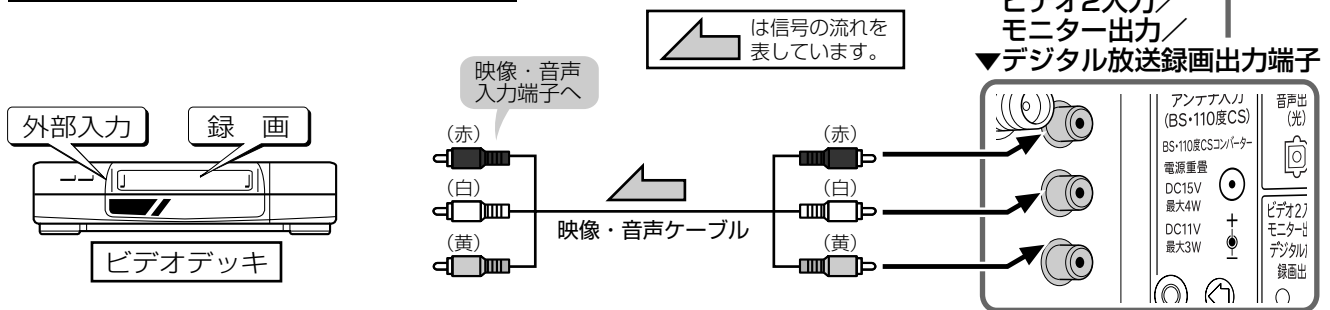 ビデオ2入力／
モニター出力／
▼デジタル放送録画出力端子
は信号の流れを
表しています。
映像・音声
入力端子へ
外部入力
録　画
ビデオデッキ
（赤）
（白）
（黄）
映像・音声ケーブル
（赤）
（白）
（黄）
アンテナ入力
（BS・110度CS）
BS・110度CSコンバーター
電源重畳
DC15V
最大4W
DC11V
最大3W
＋
－
音声出
（光）
ビデオ2
モニター
デジタル
録画出